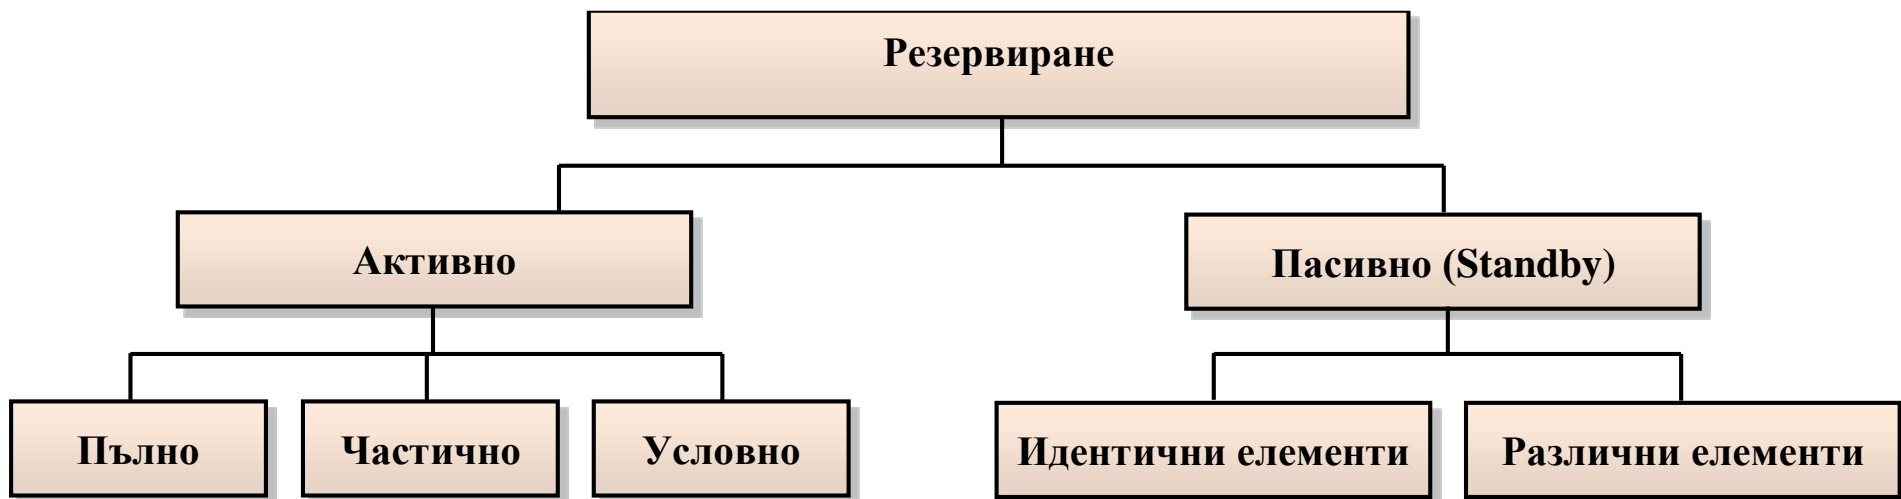 Резервиране
Активно
Пасивно (Standby)
Пълно
Частично
Условно
Идентични елементи
Различни елементи